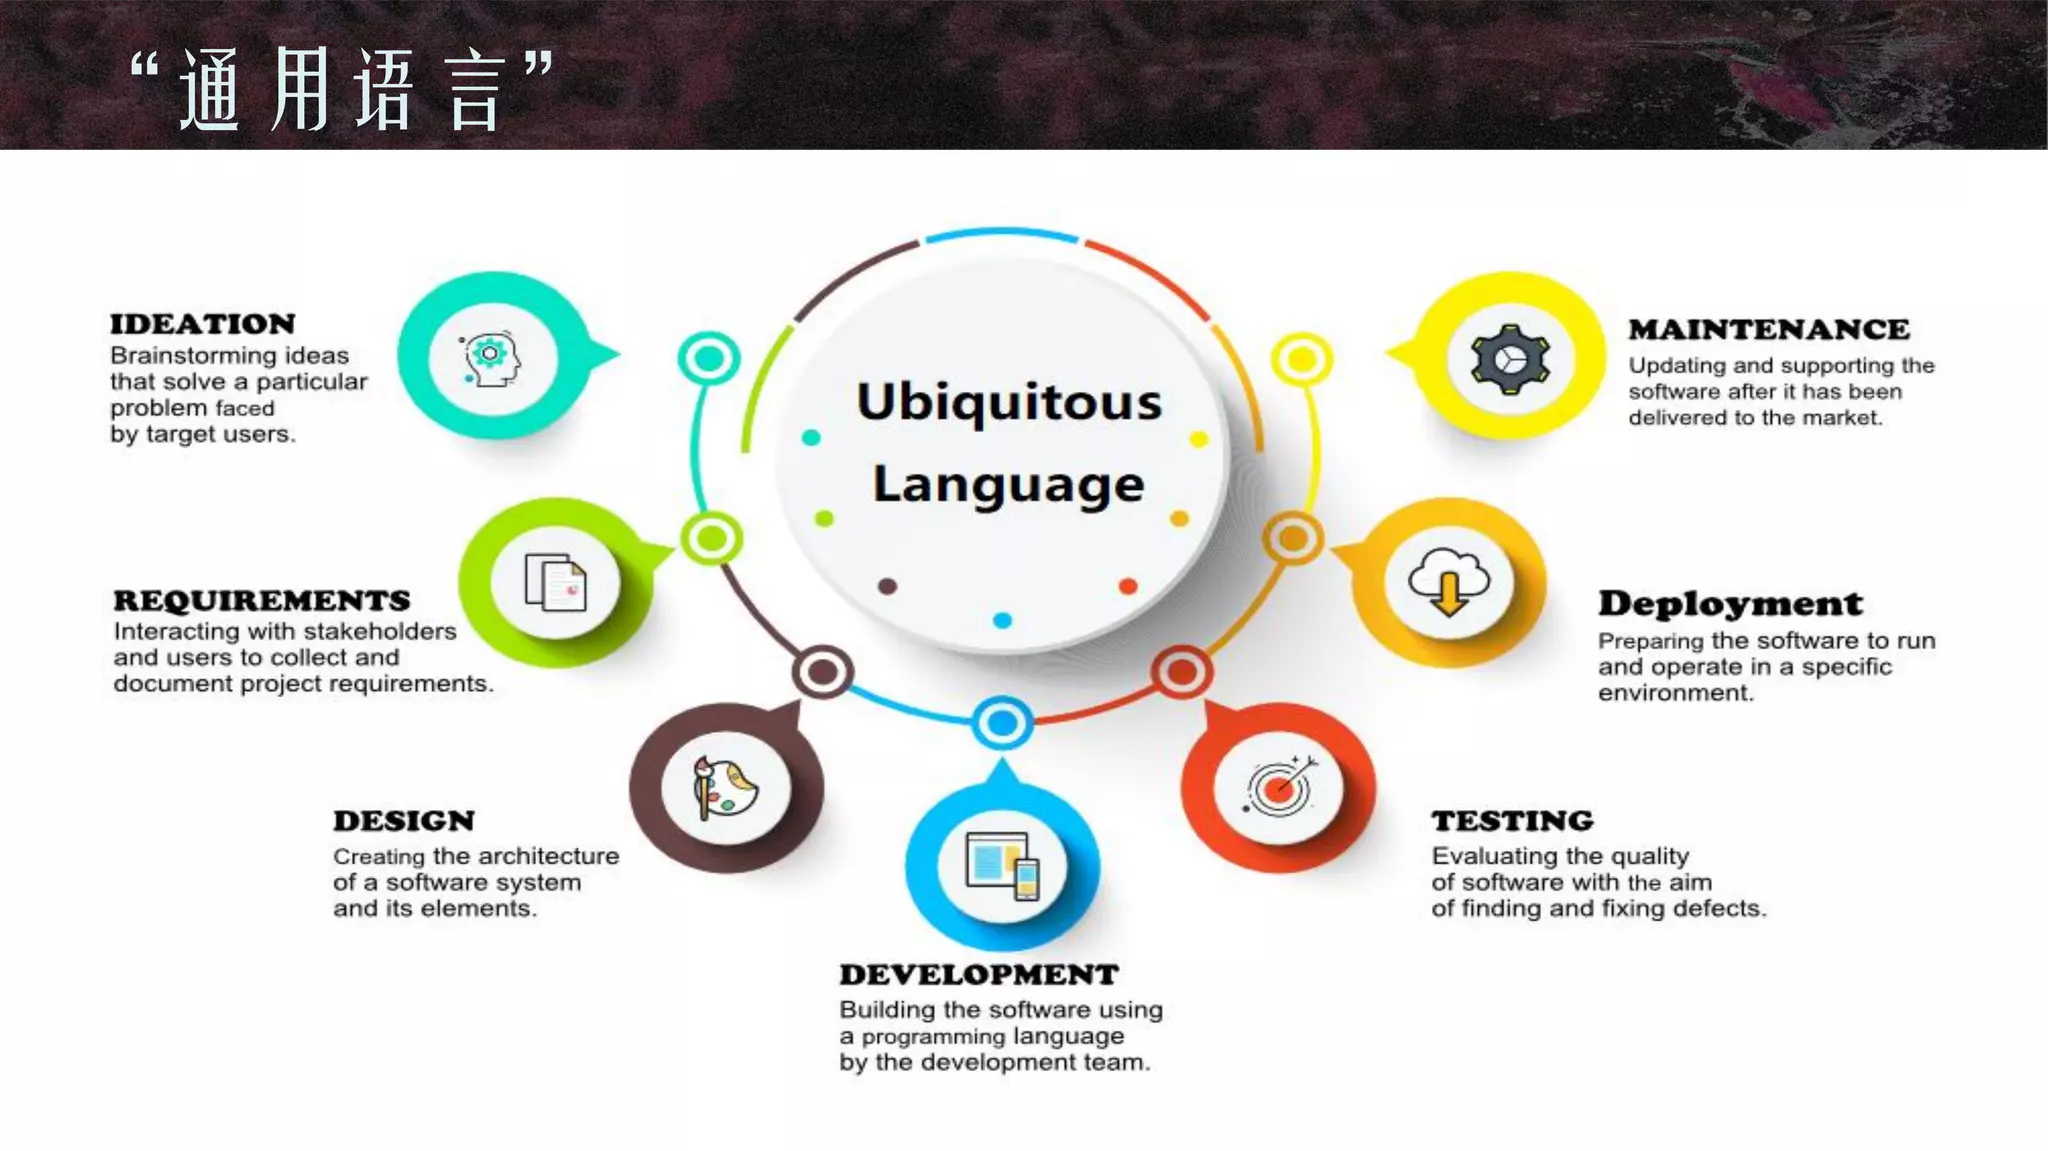 “通用语言”
Ubiquitous
Language
IDEATION
Brainstorming ideas
that solve a particular
problem faced
by target users.
REQUIREMENTS
Interacting with stakeholders
and users to collect and
document project requirements.
DESIGN
Creating the architecture
of a software system
and its elements.
DEVELOPMENT
Building the software using
a programming language
by the development team.
TESTING
Evaluating the quality
of software with the aim
of finding and fixing defects.
Deployment
Preparing the software to run
and operate in a specific
environment.
MAINTENANCE
Updating and supporting the
software after it has been
delivered to the market.